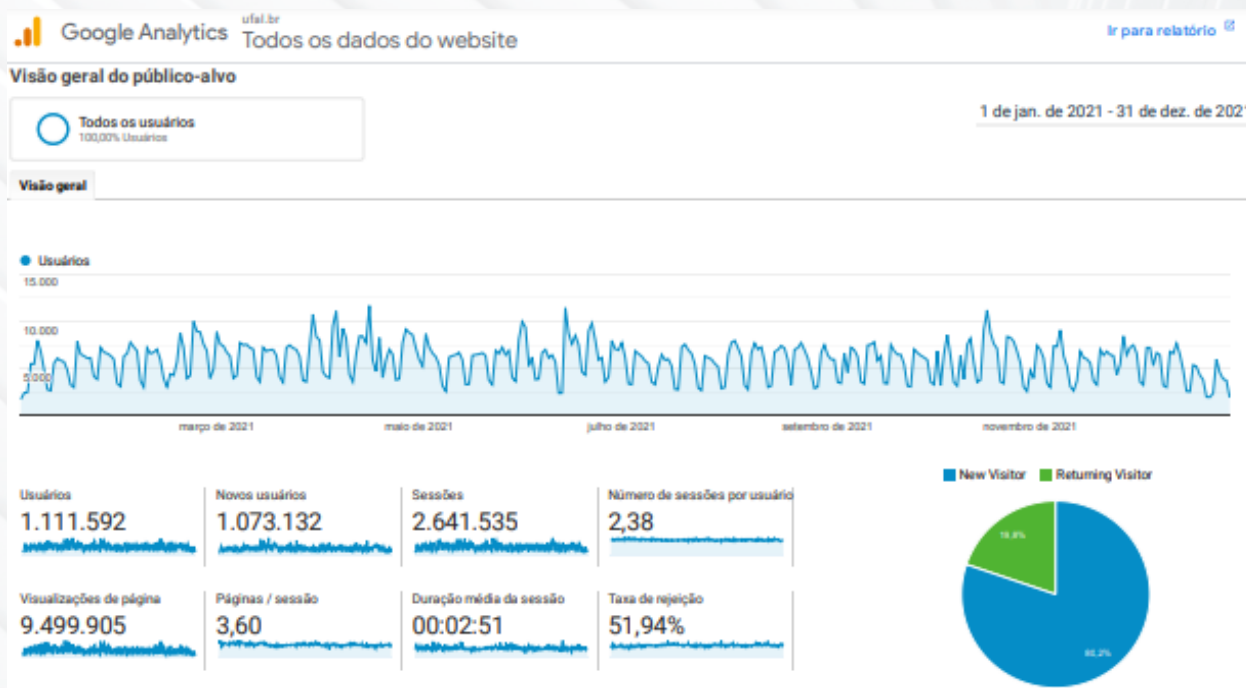 ufal.br
Google Analytics Todos os dados do website
Ir para relatório
Visão geral do público-alvo
Todos os usuários
100,00% Usuários
1 de jan. de 2021 - 31 de dez. de 2021
Visão geral
Usuários
15.000
10.000
5.000
março de 2021 maio de 2021 julho de 2021 setembro de 2021 novembro de 2021
New Visitor Returning Visitor
Usuários Novos usuários Sessões Número de sessões por usuário
1.111.592 1.073.132 2.641.535 2,38
19,8%
Visualizações de página Páginas / sessão Duração média da sessão Taxa de rejeição
9.499.905 3,60 00:02:51 51,94%
80,2%